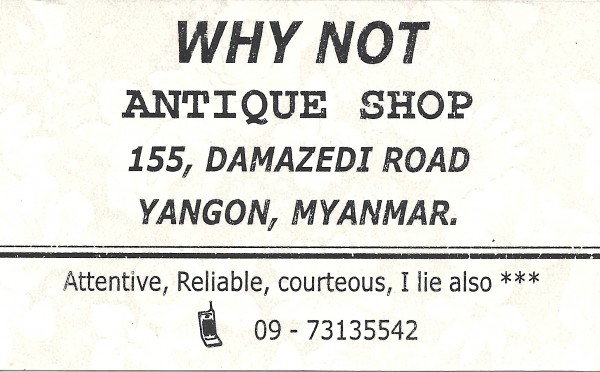 WHY NOT
ANTIQUE SHOP
155, DAMAZEDI ROAD
YANGON, MYANMAR.
Attentive, Reliable, courteous, I lie also ***
09 - 73135542